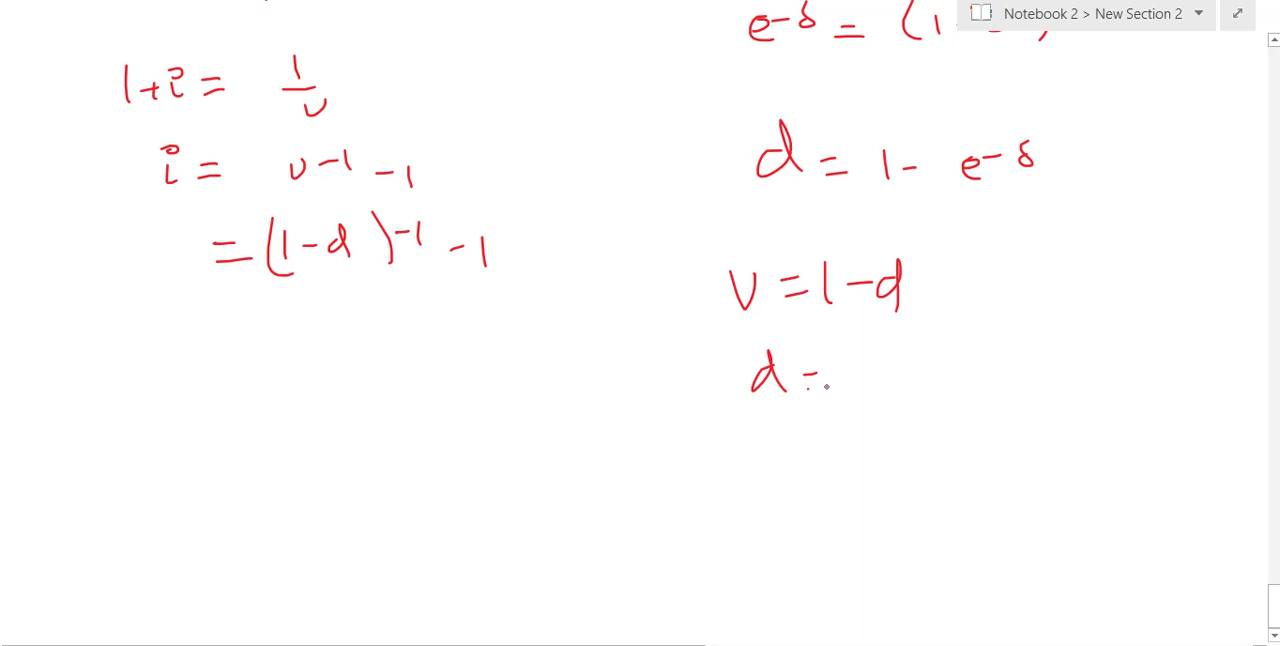 Notebook 2 > New Section 2
1+i = 1/v
i = v^-1 - 1
= (1-d)^-1 - 1
e^-δ = (1
d = 1 - e^-δ
v = 1-d
d =